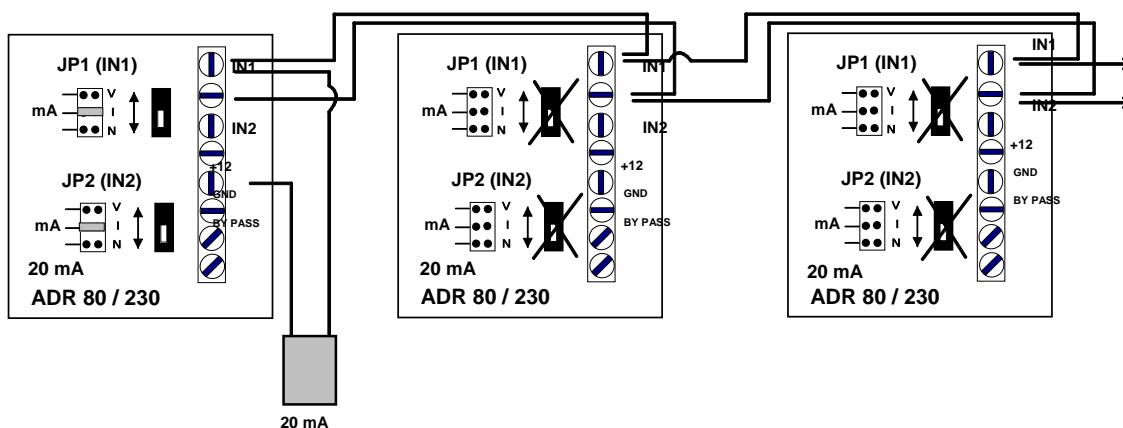 JP1 (IN1)
V
mA
I
N
IN1
IN2
+12
GND
BY PASS
JP2 (IN2)
V
mA
I
N
20 mA
ADR 80 / 230
20 mA
JP1 (IN1)
V
mA
I
N
IN1
IN2
+12
GND
BY PASS
JP2 (IN2)
V
mA
I
N
20 mA
ADR 80 / 230
JP1 (IN1)
V
mA
I
N
IN1
IN2
+12
GND
BY PASS
JP2 (IN2)
V
mA
I
N
20 mA
ADR 80 / 230